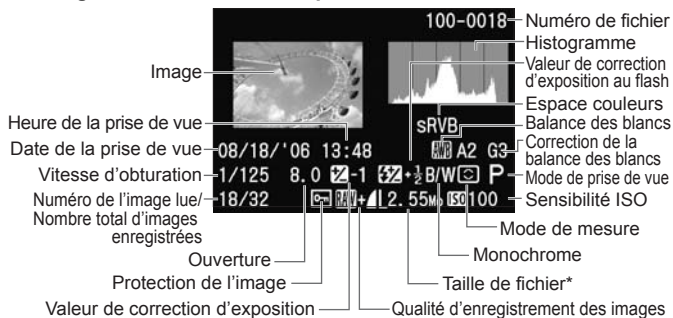 100-0018
Numéro de fichier
Histogramme
Valeur de correction
d'exposition au flash
Image
Espace couleurs
sRVB
Balance des blancs
Heure de la prise de vue
Date de la prise de vue
08/18/'06 13:48
AWB A2 G3
Correction de la
balance des blancs
Vitesse d'obturation
1/125 8.0 -1 +½ B/W P
Mode de prise de vue
Numéro de l'image lue/
Nombre total d'images
enregistrées
18/32 RAW+ L 2.55MB ISO 100
Sensibilité ISO
Mode de mesure
Ouverture
Monochrome
Protection de l'image
Taille de fichier*
Valeur de correction d'exposition
Qualité d'enregistrement des images